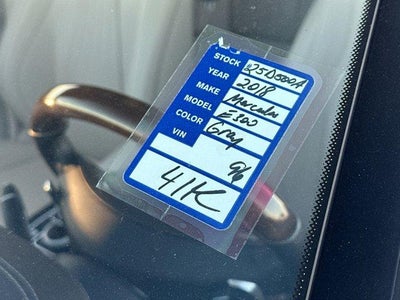 STOCK
YEAR 2018
MAKE Mercedes
MODEL E300
COLOR Gray
VIN
41K